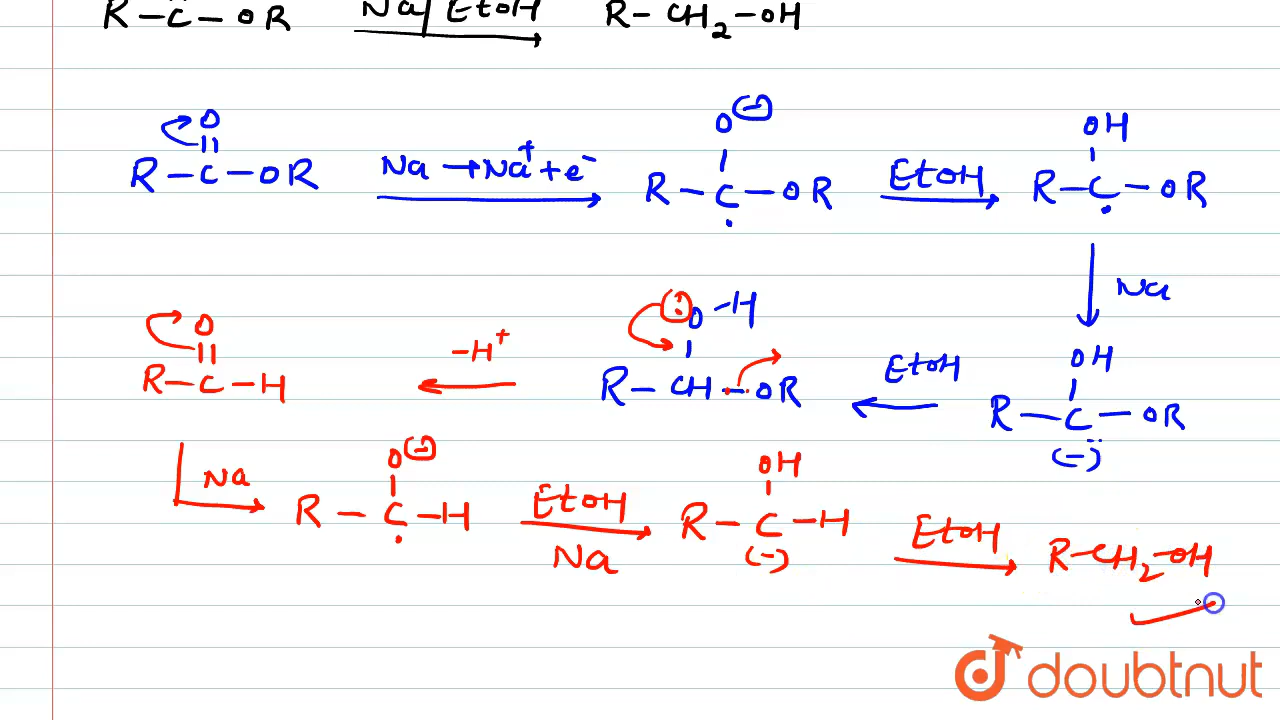 R – C – OR Na/EtOH R – CH2 – OH
O O(-) OH
R – C – OR Na → Na+ + e- R – C – OR EtOH R – C – OR
Na
O -H+ :O – H EtOH OH
R – C – H R – CH – OR R – C – OR
(-)
Na O(-) EtOH OH EtOH
R – C – H Na R – C – H R – CH2 – OH
(-)
doubtnut